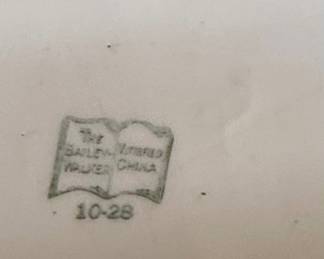 THE
BAILEY- VITRIFIED
WALKER CHINA
10-28